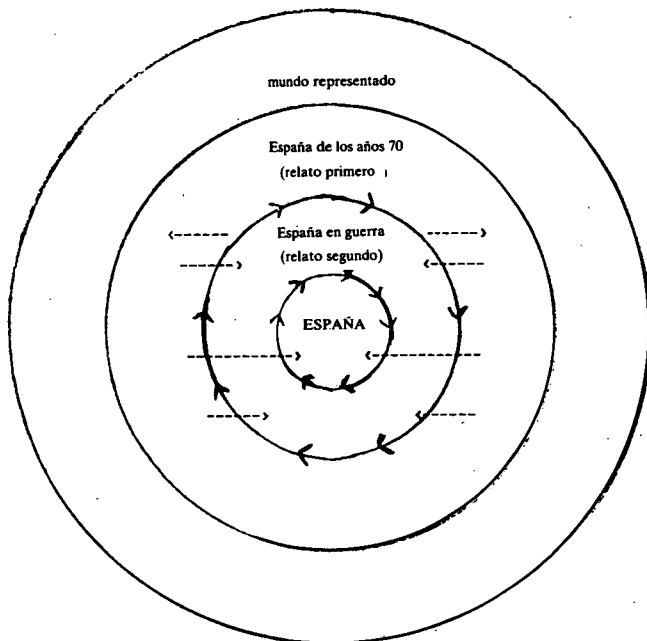 mundo representado
España de los años 70
(relato primero
España en guerra
(relato segundo)
ESPAÑA